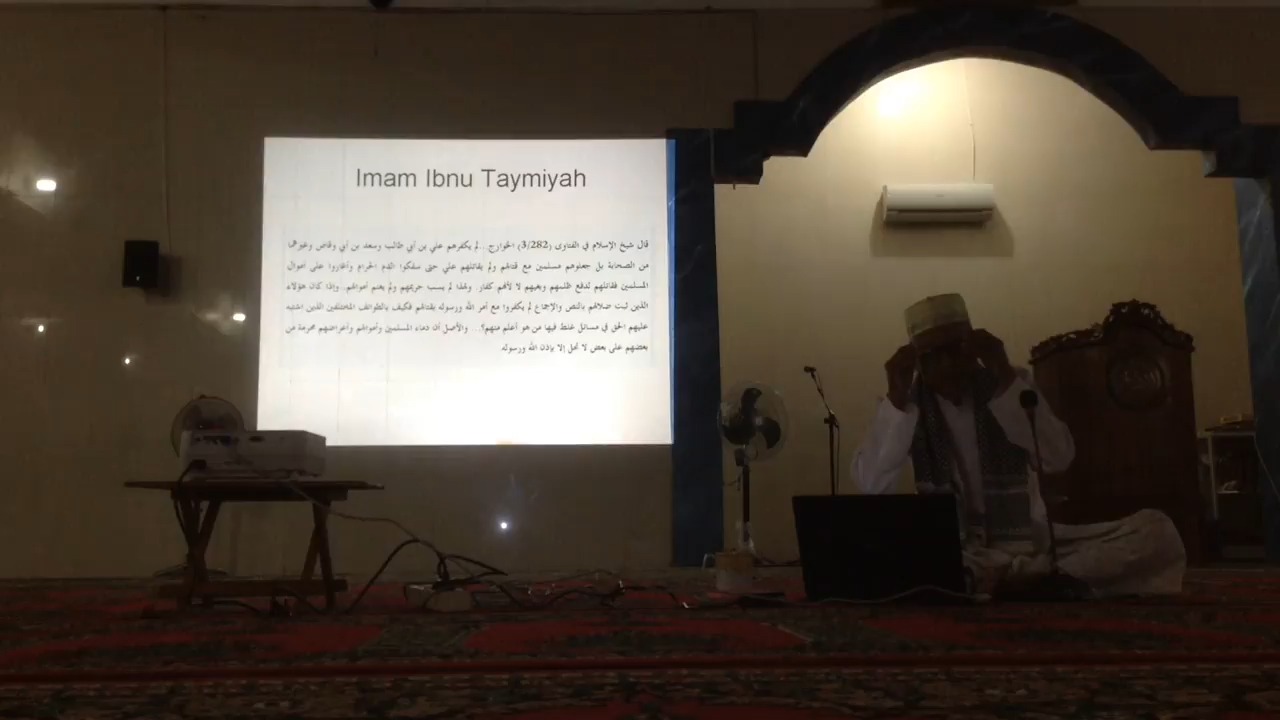 Imam Ibnu Taymiyah
قال شيخ الإسلام في الفتاوى (3/282) الخوارج...لم يكفرهم علي بن أبي طالب وسعد بن أبي وقاص وغيرهما
من الصحابة بل جعلوهم مسلمين مع قتالهم ولم يقاتلهم علي حتى سفكوا الدم الحرام وأغاروا على أموال
المسلمين فقاتلهم لدفع ظلمهم وبغيهم لا لأنهم كفار. ولهذا لم يسب حريمهم ولم يغنم أموالهم.. وإذا كان هؤلاء
الذين ثبت ضلالهم بالنص والإجماع لم يكفروا مع أمر الله ورسوله بقتالهم فكيف بالطوائف المختلفين الذين اشتبه
عليهم الحق في مسائل غلط فيها من هو أعلم منهم؟... والأصل أن دماء المسلمين وأموالهم وأعراضهم محرمة من
بعضهم على بعض لا تحل إلا بإذن الله ورسوله.